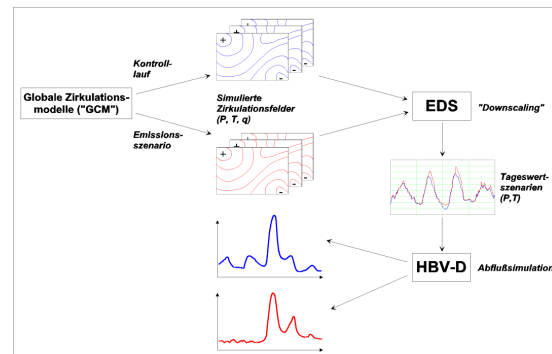 Kontroll-
lauf
Globale Zirkulations-
modelle ("GCM")
Simulierte
Zirkulationsfelder
(P, T, q)
Emissions-
szenario
EDS
"Downscaling"
Tageswert-
szenarien
(P,T)
HBV-D
Abflußsimulation
+
+
+
-
-
-
+
+
+
-
-
-